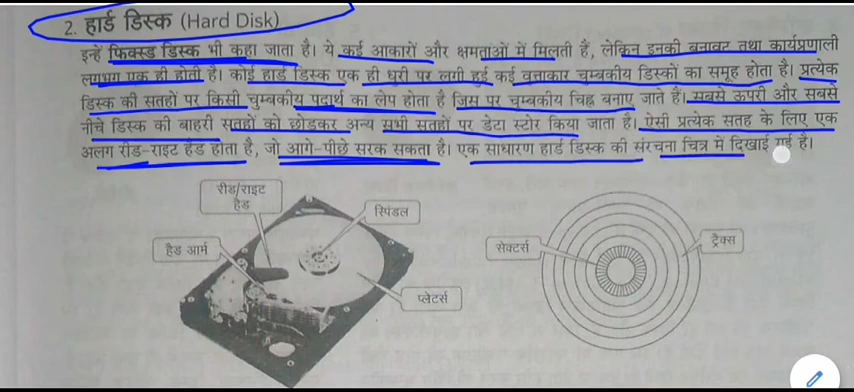 2. हार्ड डिस्क (Hard Disk)
इन्हें फिक्स्ड डिस्क भी कहा जाता है। ये कई आकारों और क्षमताओं में मिलती हैं, लेकिन इनकी बनावट तथा कार्यप्रणाली
लगभग एक ही होती है। कोई हार्ड डिस्क एक ही धुरी पर लगी हुई कई वृत्ताकार चुम्बकीय डिस्कों का समूह होता है। प्रत्येक
डिस्क की सतहों पर किसी चुम्बकीय पदार्थ का लेप होता है जिस पर चुम्बकीय चिह्न बनाए जाते हैं। सबसे ऊपरी और सबसे
नीचे डिस्क की बाहरी सतहों को छोड़कर अन्य सभी सतहों पर डेटा स्टोर किया जाता है। ऐसी प्रत्येक सतह के लिए एक
अलग रीड-राइट हैड होता है, जो आगे-पीछे सरक सकता है। एक साधारण हार्ड डिस्क की संरचना चित्र में दिखाई गई है।
रीड/राइट
हैड
स्पिंडल
हैड आर्म
प्लेटर्स
सेक्टर्स
ट्रैक्स